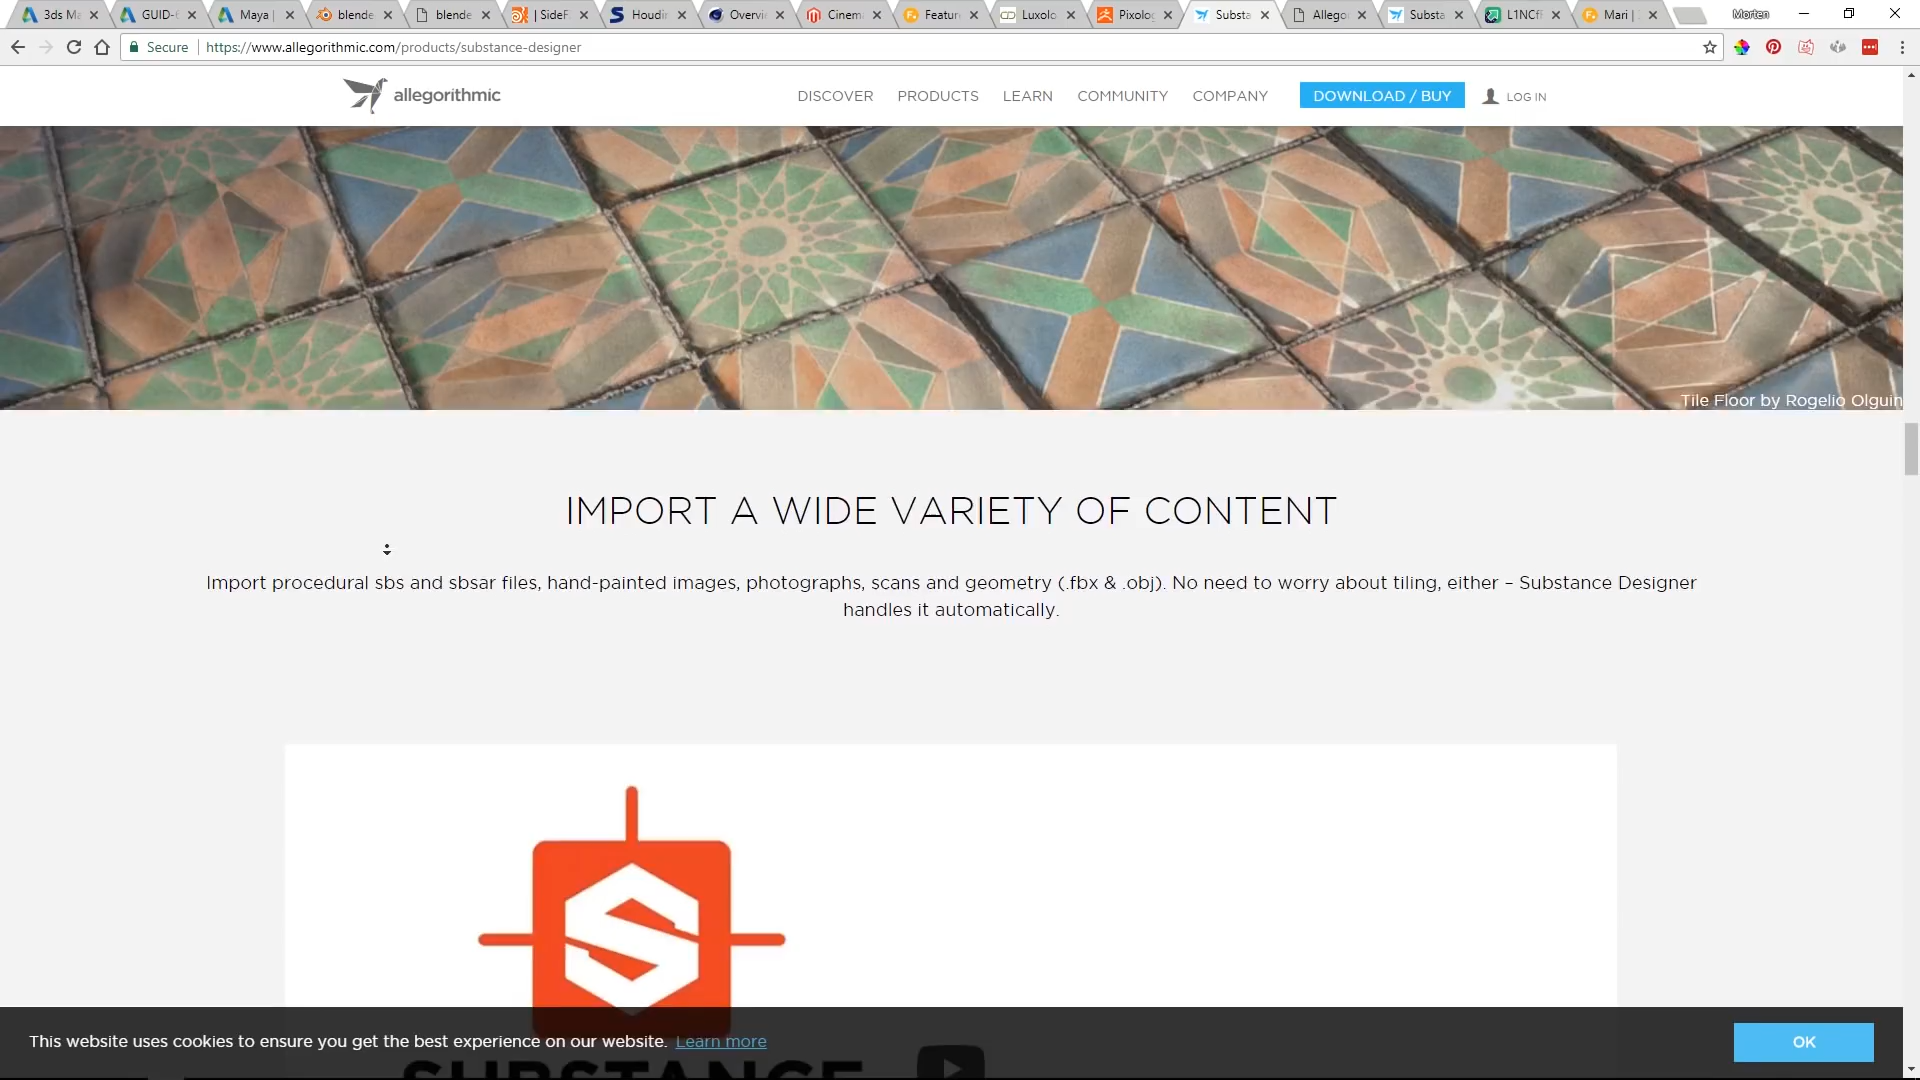 3ds Ma GUID- Maya | blende blende | SideF Houdin Overvi Cinem Feature Luxolo Pixolo Substa Allego Substa L1NCf Mari | Morten
Secure https://www.allegorithmic.com/products/substance-designer
allegorithmic DISCOVER PRODUCTS LEARN COMMUNITY COMPANY DOWNLOAD / BUY LOG IN
Tile Floor by Rogelio Olguin
IMPORT A WIDE VARIETY OF CONTENT
Import procedural sbs and sbsar files, hand-painted images, photographs, scans and geometry (.fbx & .obj). No need to worry about tiling, either – Substance Designer
handles it automatically.
This website uses cookies to ensure you get the best experience on our website. Learn more OK
SUBSTANCE